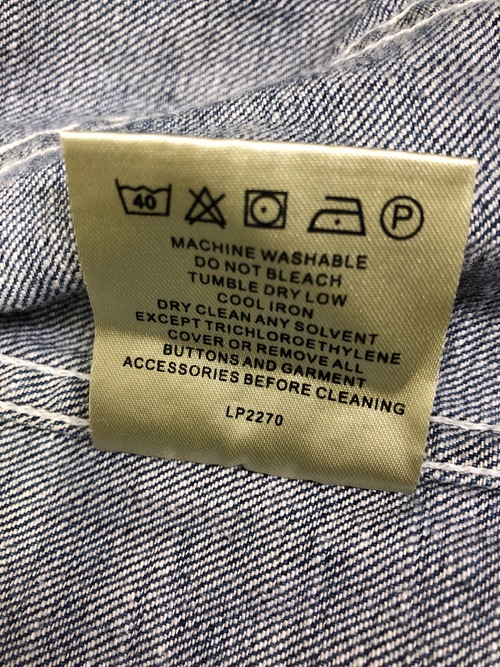 40 P
MACHINE WASHABLE
DO NOT BLEACH
TUMBLE DRY LOW
COOL IRON
DRY CLEAN ANY SOLVENT
EXCEPT TRICHLOROETHYLENE
COVER OR REMOVE ALL
BUTTONS AND GARMENT
ACCESSORIES BEFORE CLEANING
LP2270